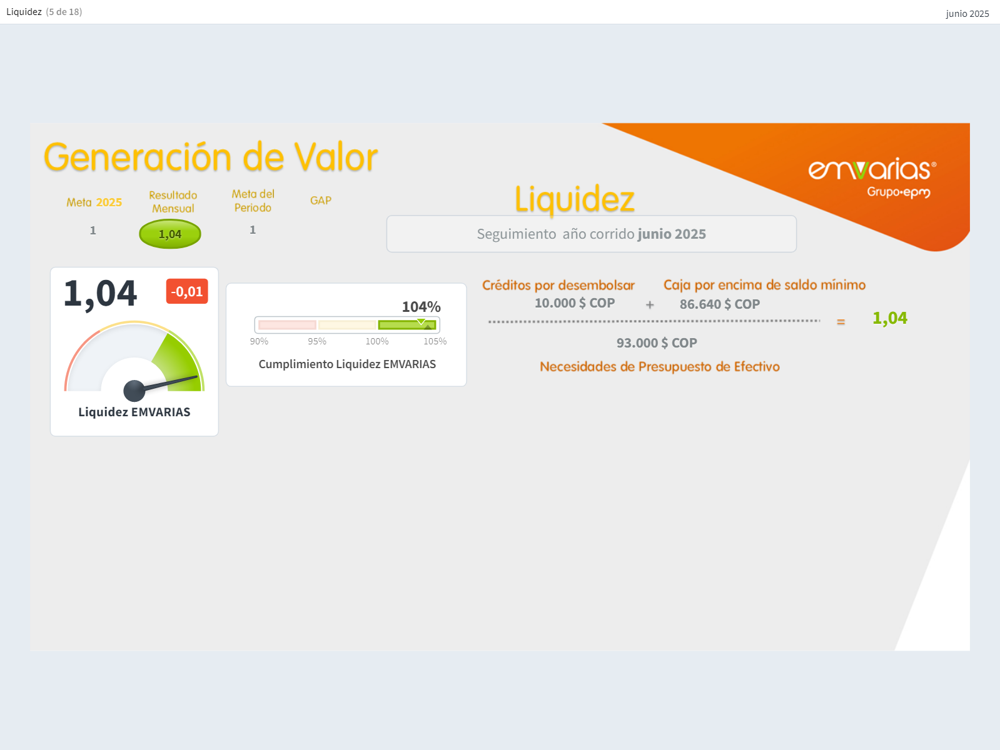 Liquidez (5 de 18)
junio 2025
Generación de Valor
emvarias®
Grupo•epm
Liquidez
Meta 2025
Resultado
Mensual
Meta del
Periodo
GAP
1
1,04
1
Seguimiento año corrido junio 2025
1,04
-0,01
Liquidez EMVARIAS
104%
90% 95% 100% 105%
Cumplimiento Liquidez EMVARIAS
Créditos por desembolsar
Caja por encima de saldo mínimo
10.000 $ COP + 86.640 $ COP
= 1,04
93.000 $ COP
Necesidades de Presupuesto de Efectivo